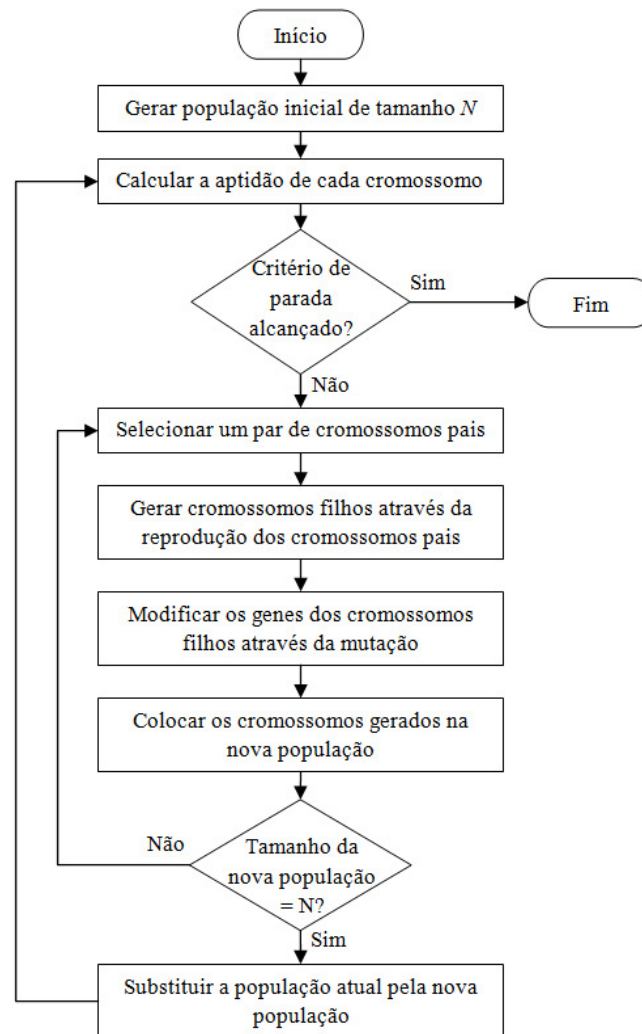 Início
Gerar população inicial de tamanho N
Calcular a aptidão de cada cromossomo
Critério de
parada
alcançado?
Sim
Fim
Não
Selecionar um par de cromossomos pais
Gerar cromossomos filhos através da
reprodução dos cromossomos pais
Modificar os genes dos cromossomos
filhos através da mutação
Colocar os cromossomos gerados na
nova população
Não
Tamanho da
nova população
= N?
Sim
Substituir a população atual pela nova
população